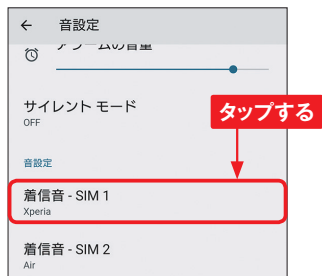 ← 音設定
アラームの音量
サイレント モード
OFF
タップする
音設定
着信音 - SIM 1
Xperia
着信音 - SIM 2
Air